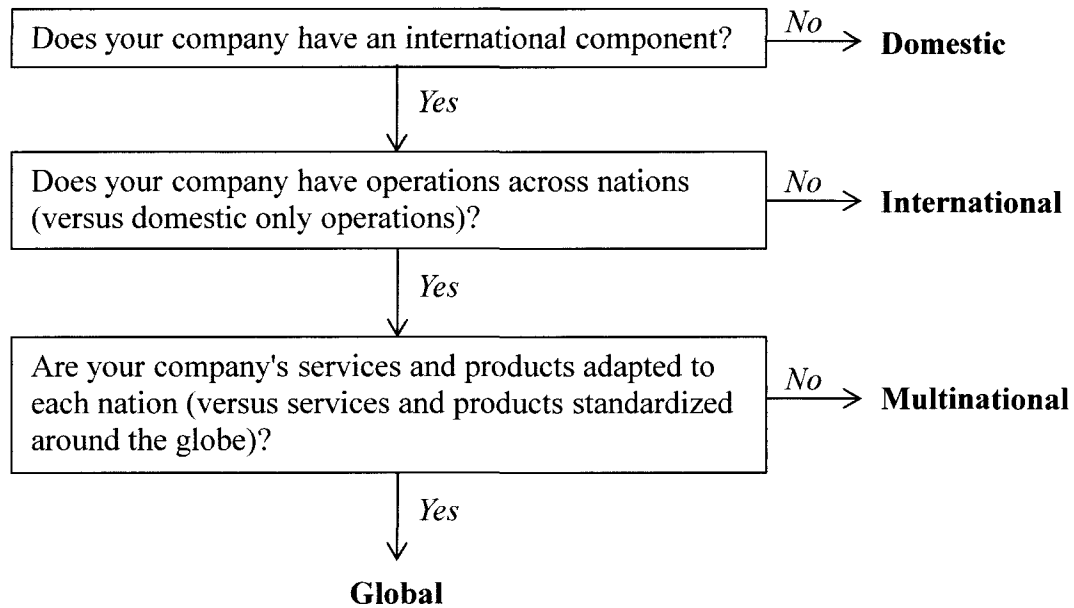 Does your company have an international component?
No
Domestic
Yes
Does your company have operations across nations
(versus domestic only operations)?
No
International
Yes
Are your company's services and products adapted to
each nation (versus services and products standardized
around the globe)?
No
Multinational
Yes
Global